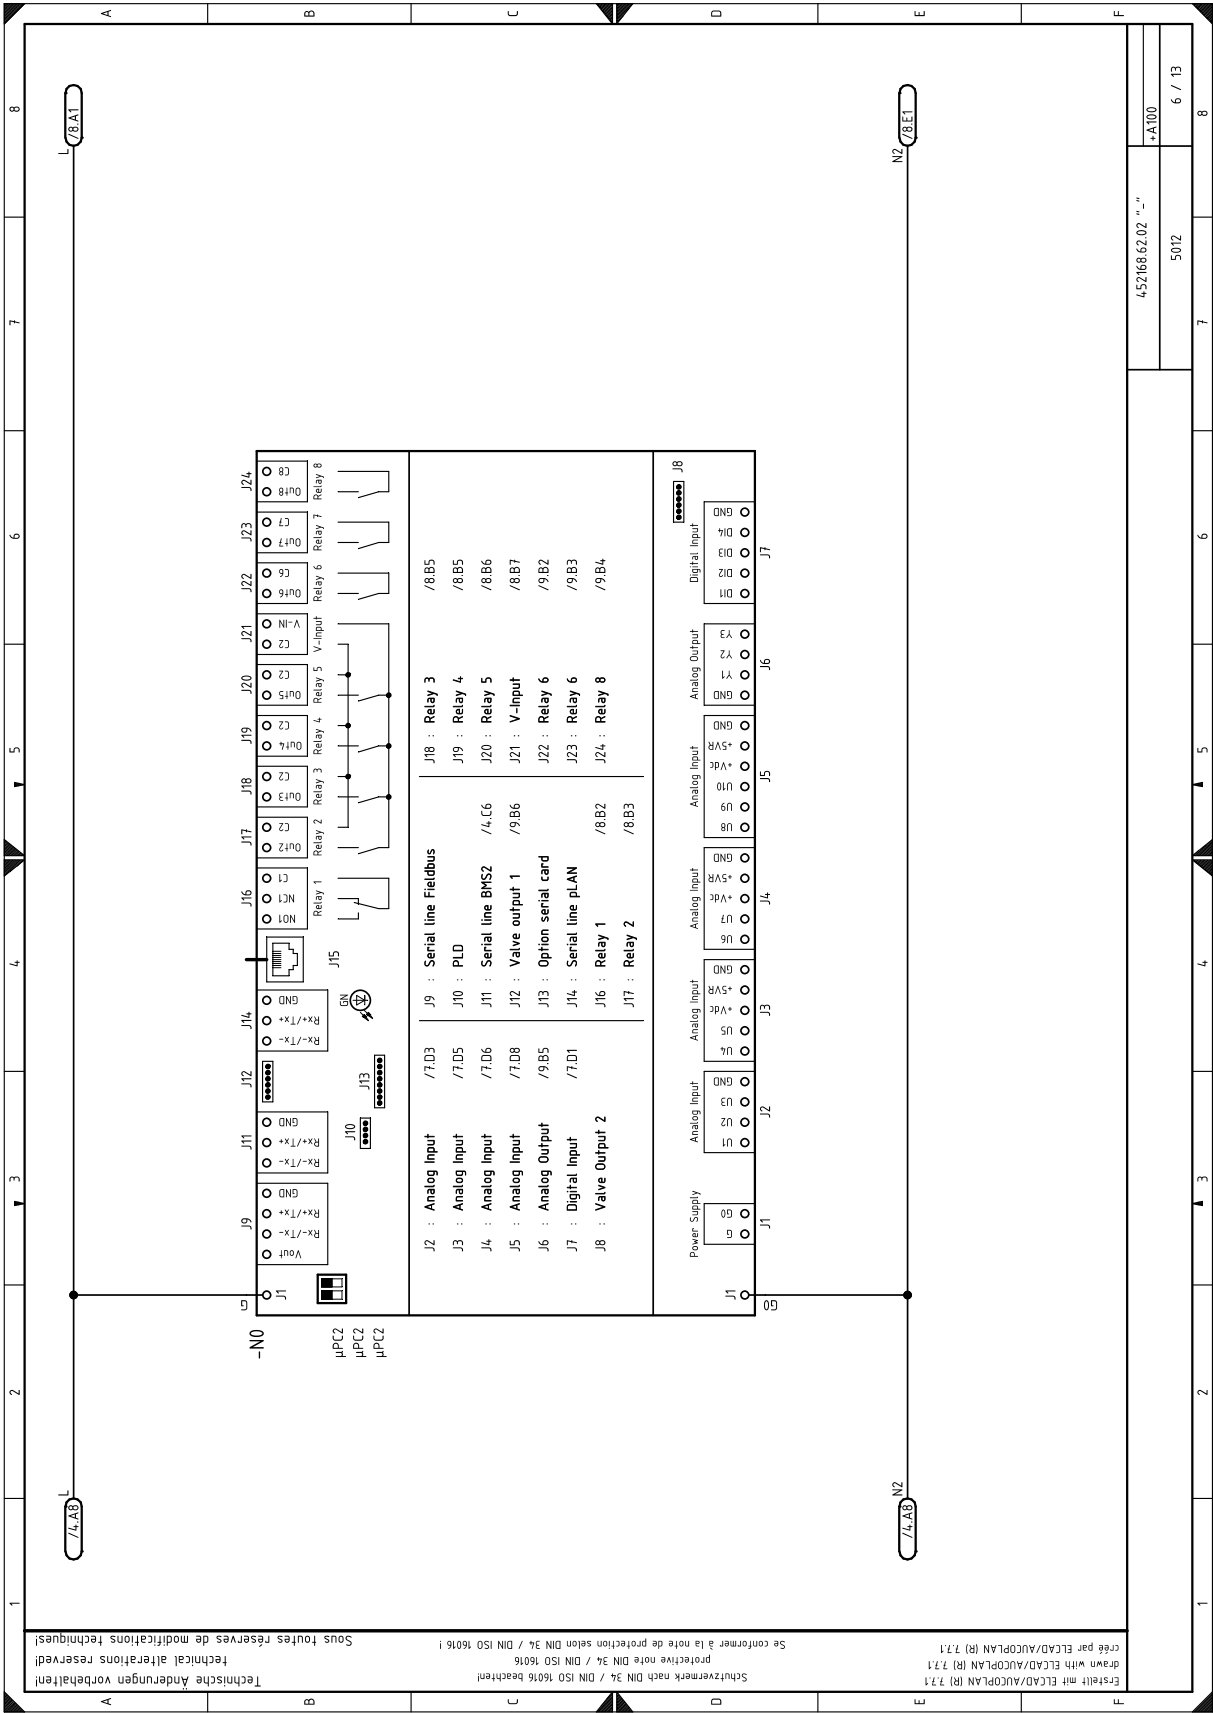 1 2 3 4 5 6 7 8
A
B
C
D
E
F
L
/4.A8
L
/8.A1
-N0
µPC2
µPC2
µPC2
G
J1
J9
Vout
Rx-/Tx-
Rx+/Tx+
GND
J11
Rx-/Tx-
Rx+/Tx+
GND
J10
J12
J13
J14
Rx-/Tx-
Rx+/Tx+
GND
GN
J15
J16
NO1
NC1
C1
Relay 1
J17
Out2
C2
Relay 2
J18
Out3
C2
Relay 3
J19
Out4
C2
Relay 4
J20
Out5
C2
Relay 5
J21
C2
V-IN
V-Input
J22
Out6
C6
Relay 6
J23
Out7
C7
Relay 7
J24
Out8
C8
Relay 8
J2 : Analog Input /7.D3
J3 : Analog Input /7.D5
J4 : Analog Input /7.D6
J5 : Analog Input /7.D8
J6 : Analog Output /9.B5
J7 : Digital Input /7.D1
J8 : Valve Output 2
J9 : Serial line Fieldbus
J10 : PLD
J11 : Serial line BMS2 /4.C6
J12 : Valve output 1 /9.B6
J13 : Option serial card
J14 : Serial line pLAN
J16 : Relay 1 /8.B2
J17 : Relay 2 /8.B3
J18 : Relay 3 /8.B5
J19 : Relay 4 /8.B5
J20 : Relay 5 /8.B6
J21 : V-Input /8.B7
J22 : Relay 6 /9.B2
J23 : Relay 6 /9.B3
J24 : Relay 8 /9.B4
J1
G0
Power Supply
G
G0
J1
Analog Input
U1
U2
U3
GND
J2
Analog Input
U4
U5
+Vdc
+5VR
GND
J3
Analog Input
U6
U7
+Vdc
+5VR
GND
J4
Analog Input
U8
U9
U10
+Vdc
+5VR
GND
J5
Analog Output
GND
Y1
Y2
Y3
J6
Digital Input
DI1
DI2
DI3
DI4
GND
J7
J8
N2
/4.A8
N2
/8.E1
452168.62.02 "_"
+A100
5012
6 / 13
1 2 3 4 5 6 7 8
A
B
C
D
E
F
Technische Änderungen vorbehalten!
technical alterations reserved!
Sous toutes réserves de modifications techniques!
Schutzvermerk nach DIN 34 / DIN ISO 16016 beachten!
protective note DIN 34 / DIN ISO 16016
Se conformer à la note de protection selon DIN 34 / DIN ISO 16016 !
Erstellt mit ELCAD/AUCOPLAN (R) 7.7.1
drawn with ELCAD/AUCOPLAN (R) 7.7.1
créé par ELCAD/AUCOPLAN (R) 7.7.1